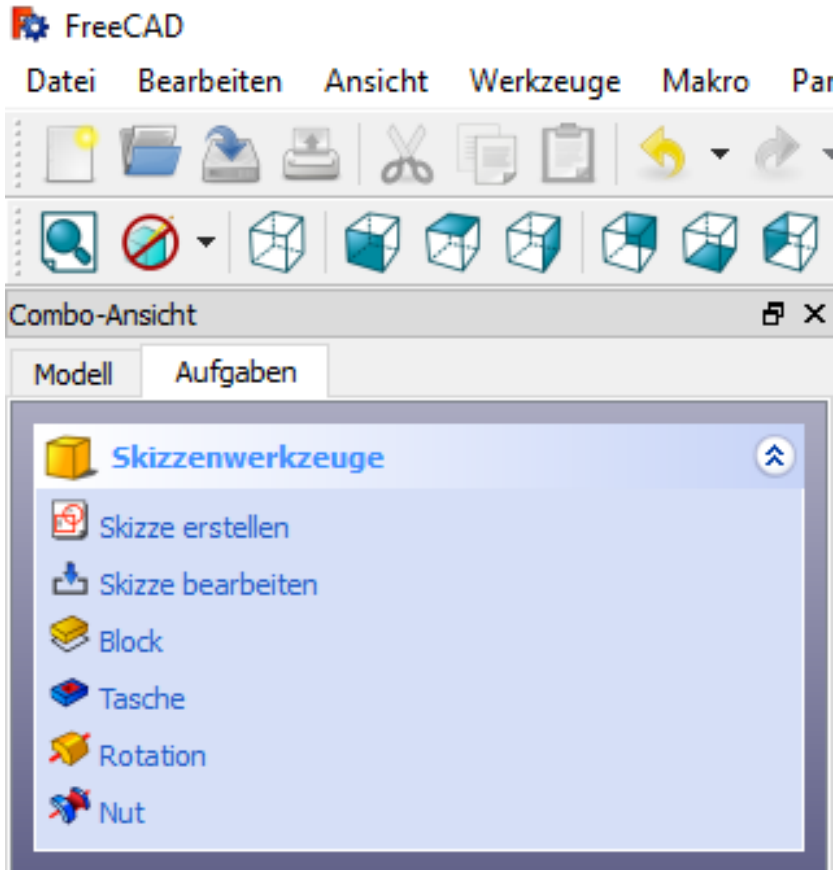 FreeCAD
Datei Bearbeiten Ansicht Werkzeuge Makro
Combo-Ansicht
Modell Aufgaben
Skizzenwerkzeuge
Skizze erstellen
Skizze bearbeiten
Block
Tasche
Rotation
Nut